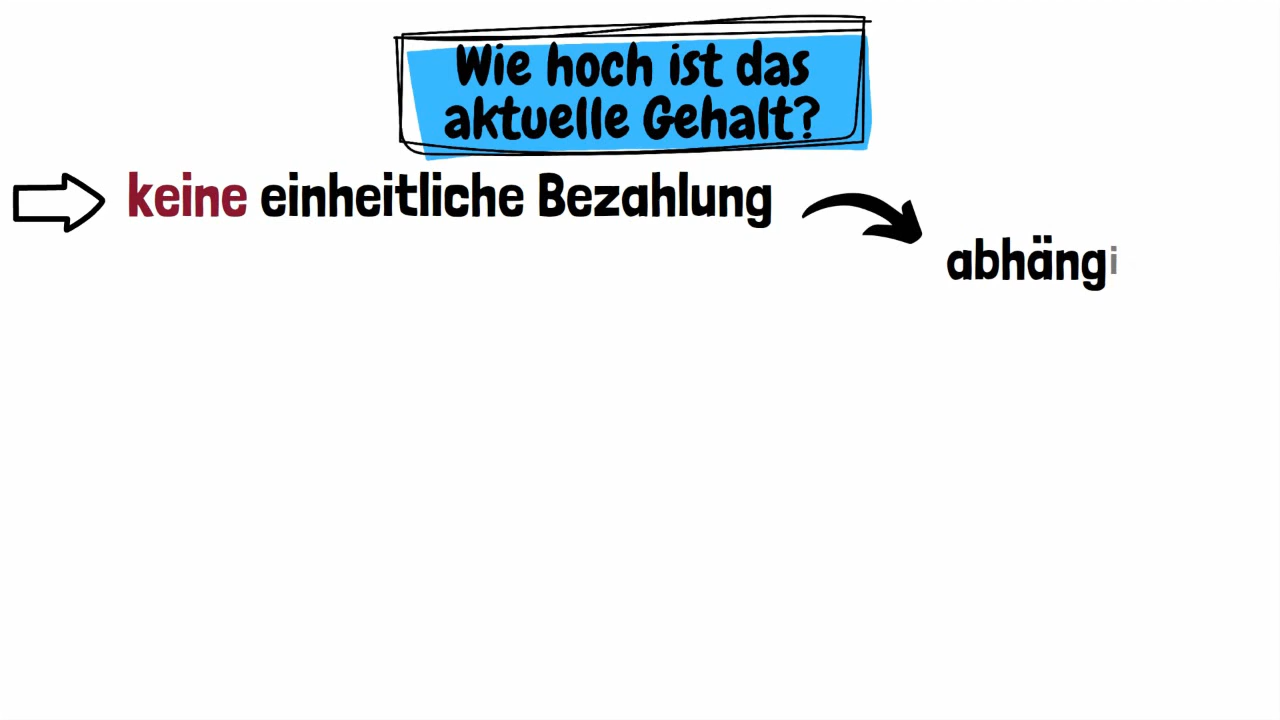 Wie hoch ist das
aktuelle Gehalt?
keine einheitliche Bezahlung
abhängi